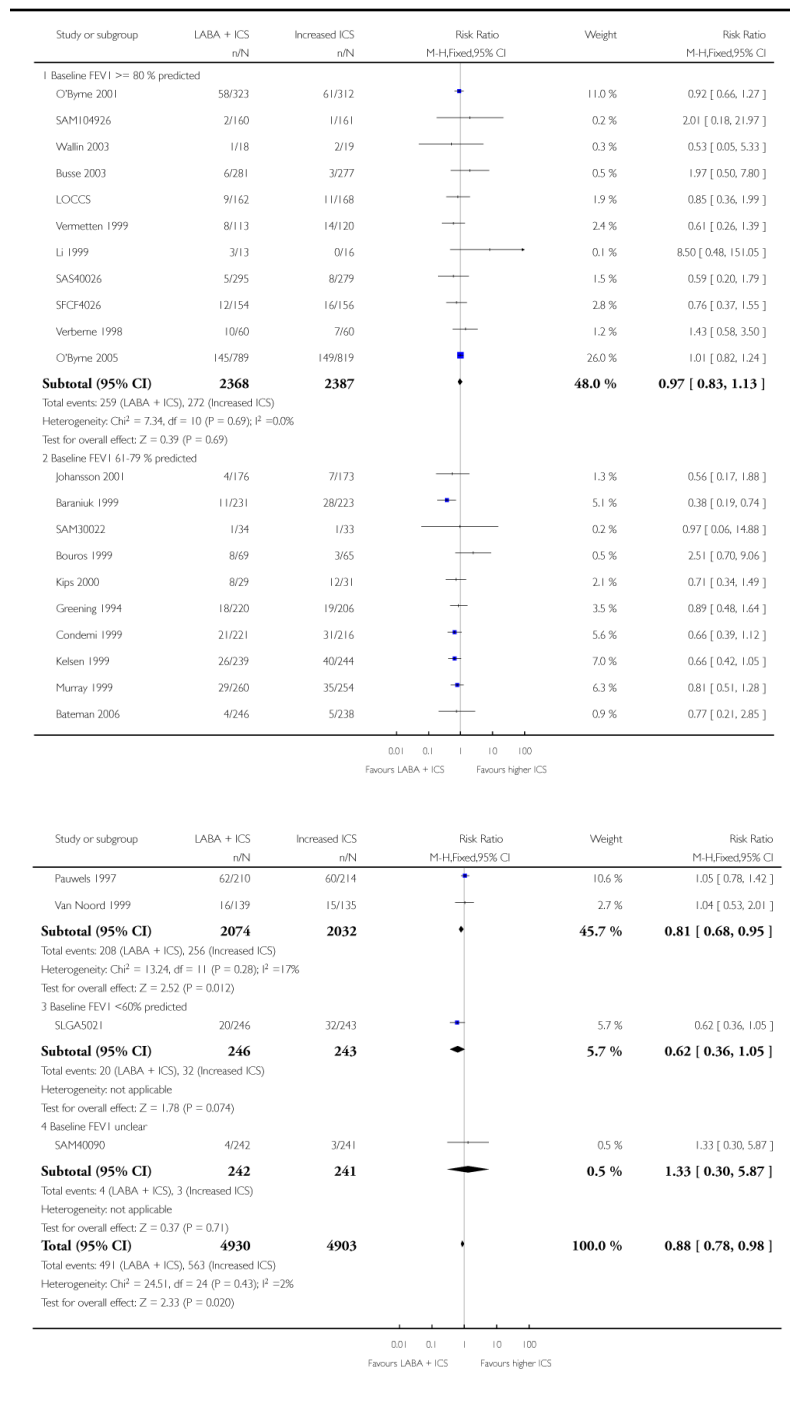 Study or subgroup LABA + ICS Increased ICS Risk Ratio Weight Risk Ratio
n/N n/N M-H,Fixed,95% CI M-H,Fixed,95% CI
1 Baseline FEV1 >= 80 % predicted
O'Byrne 2001 58/323 61/312 11.0 % 0.92 [ 0.66, 1.27 ]
SAM104926 2/160 1/161 0.2 % 2.01 [ 0.18, 21.97 ]
Wallin 2003 1/18 2/19 0.3 % 0.53 [ 0.05, 5.33 ]
Busse 2003 6/281 3/277 0.5 % 1.97 [ 0.50, 7.80 ]
LOCCS 9/162 11/168 1.9 % 0.85 [ 0.36, 1.99 ]
Vermetten 1999 8/113 14/120 2.4 % 0.61 [ 0.26, 1.39 ]
Li 1999 3/13 0/16 0.1 % 8.50 [ 0.48, 151.05 ]
SAS40026 5/295 8/279 1.5 % 0.59 [ 0.20, 1.79 ]
SFCF4026 12/154 16/156 2.8 % 0.76 [ 0.37, 1.55 ]
Verberne 1998 10/60 7/60 1.2 % 1.43 [ 0.58, 3.50 ]
O'Byrne 2005 145/789 149/819 26.0 % 1.01 [ 0.82, 1.24 ]
Subtotal (95% CI) 2368 2387 48.0 % 0.97 [ 0.83, 1.13 ]
Total events: 259 (LABA + ICS), 272 (Increased ICS)
Heterogeneity: Chi² = 7.34, df = 10 (P = 0.69); I² =0.0%
Test for overall effect: Z = 0.39 (P = 0.69)
2 Baseline FEV1 61-79 % predicted
Johansson 2001 4/176 7/173 1.3 % 0.56 [ 0.17, 1.88 ]
Baraniuk 1999 11/231 28/223 5.1 % 0.38 [ 0.19, 0.74 ]
SAM30022 1/34 1/33 0.2 % 0.97 [ 0.06, 14.88 ]
Bouros 1999 8/69 3/65 0.5 % 2.51 [ 0.70, 9.06 ]
Kips 2000 8/29 12/31 2.1 % 0.71 [ 0.34, 1.49 ]
Greening 1994 18/220 19/206 3.5 % 0.89 [ 0.48, 1.64 ]
Condemi 1999 21/221 31/216 5.6 % 0.66 [ 0.39, 1.12 ]
Kelsen 1999 26/239 40/244 7.0 % 0.66 [ 0.42, 1.05 ]
Murray 1999 29/260 35/254 6.3 % 0.81 [ 0.51, 1.28 ]
Bateman 2006 4/246 5/238 0.9 % 0.77 [ 0.21, 2.85 ]
0.01 0.1 1 10 100
Favours LABA + ICS Favours higher ICS
Study or subgroup LABA + ICS Increased ICS Risk Ratio Weight Risk Ratio
n/N n/N M-H,Fixed,95% CI M-H,Fixed,95% CI
Pauwels 1997 62/210 60/214 10.6 % 1.05 [ 0.78, 1.42 ]
Van Noord 1999 16/139 15/135 2.7 % 1.04 [ 0.53, 2.01 ]
Subtotal (95% CI) 2074 2032 45.7 % 0.81 [ 0.68, 0.95 ]
Total events: 208 (LABA + ICS), 256 (Increased ICS)
Heterogeneity: Chi² = 13.24, df = 11 (P = 0.28); I² =17%
Test for overall effect: Z = 2.52 (P = 0.012)
3 Baseline FEV1 <60% predicted
SLGA5021 20/246 32/243 5.7 % 0.62 [ 0.36, 1.05 ]
Subtotal (95% CI) 246 243 5.7 % 0.62 [ 0.36, 1.05 ]
Total events: 20 (LABA + ICS), 32 (Increased ICS)
Heterogeneity: not applicable
Test for overall effect: Z = 1.78 (P = 0.074)
4 Baseline FEV1 unclear
SAM40090 4/242 3/241 0.5 % 1.33 [ 0.30, 5.87 ]
Subtotal (95% CI) 242 241 0.5 % 1.33 [ 0.30, 5.87 ]
Total events: 4 (LABA + ICS), 3 (Increased ICS)
Heterogeneity: not applicable
Test for overall effect: Z = 0.37 (P = 0.71)
Total (95% CI) 4930 4903 100.0 % 0.88 [ 0.78, 0.98 ]
Total events: 491 (LABA + ICS), 563 (Increased ICS)
Heterogeneity: Chi² = 24.51, df = 24 (P = 0.43); I² =2%
Test for overall effect: Z = 2.33 (P = 0.020)
0.01 0.1 1 10 100
Favours LABA + ICS Favours higher ICS